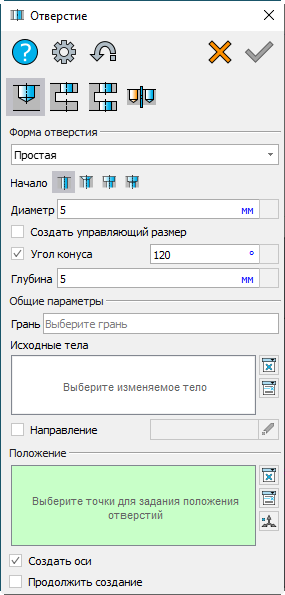 Отверстие
Форма отверстия
Простая
Начало
Диаметр 5 мм
Создать управляющий размер
Угол конуса 120 °
Глубина 5 мм
Общие параметры
Грань Выберите грань
Исходные тела
Выберите изменяемое тело
Направление
Положение
Выберите точки для задания положения
отверстий
Создать оси
Продолжить создание